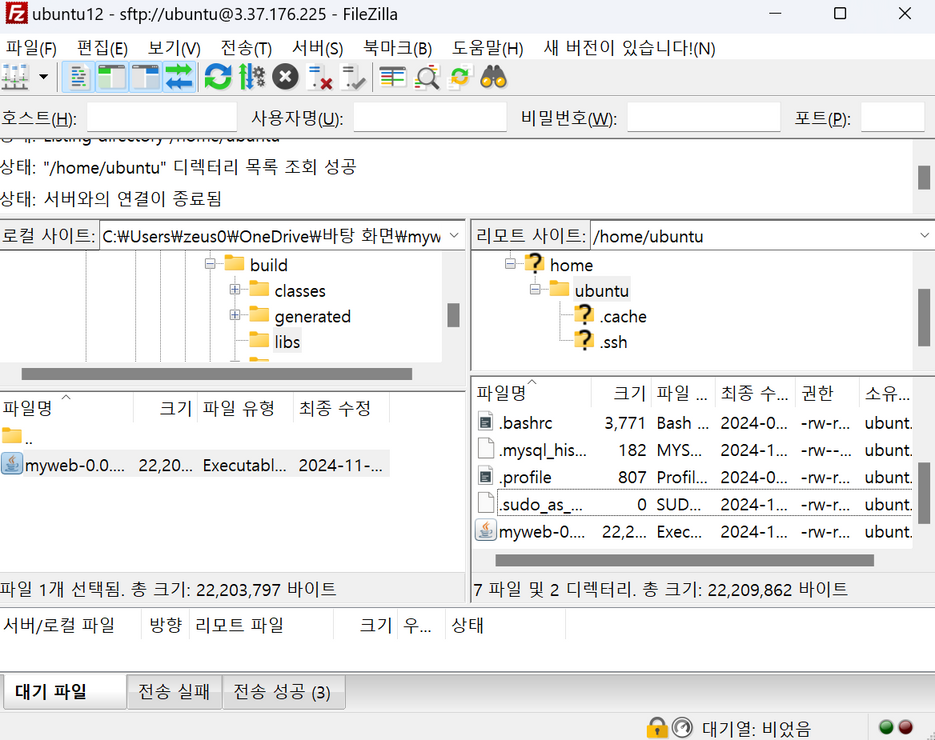 ubuntu12 - sftp://ubuntu@3.37.176.225 - FileZilla
파일(F) 편집(E) 보기(V) 전송(T) 서버(S) 북마크(B) 도움말(H) 새 버전이 있습니다!(N)
호스트(H): 사용자명(U): 비밀번호(W): 포트(P):
상태: Listing directory /home/ubuntu
상태: "/home/ubuntu" 디렉터리 목록 조회 성공
상태: 서버와의 연결이 종료됨
로컬 사이트: C:₩Users₩zeus0₩OneDrive₩바탕 화면₩myw
build
classes
generated
libs
파일명 크기 파일 유형 최종 수정
..
myweb-0.0.... 22,20... Executabl... 2024-11-...
파일 1개 선택됨. 총 크기: 22,203,797 바이트
리모트 사이트: /home/ubuntu
home
ubuntu
.cache
.ssh
파일명 크기 파일 ... 최종 수... 권한 소유...
.bashrc 3,771 Bash ... 2024-0... -rw-r... ubunt.
.mysql_his... 182 MYS... 2024-1... -rw--... ubunt.
.profile 807 Profil... 2024-0... -rw-r... ubunt.
.sudo_as_... 0 SUD... 2024-1... -rw-r... ubunt.
myweb-0.... 22,2... Exec... 2024-1... -rw-r... ubunt.
7 파일 및 2 디렉터리. 총 크기: 22,209,862 바이트
서버/로컬 파일 방향 리모트 파일 크기 우... 상태
대기 파일 전송 실패 전송 성공 (3)
대기열: 비었음